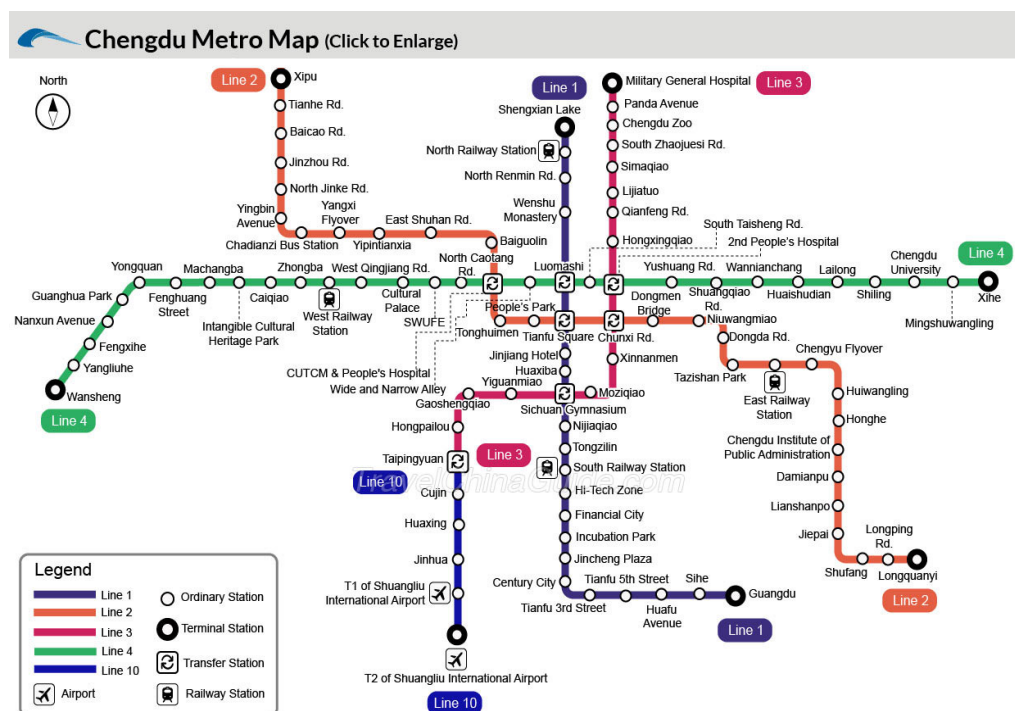 Chengdu Metro Map (Click to Enlarge)
North
Line 2
Xipu
Tianhe Rd.
Baicao Rd.
Jinzhou Rd.
North Jinke Rd.
Yingbin
Avenue
Chadianzi Bus Station
Yangxi
Flyover
Yipintianxia
East Shuhan Rd.
Baiguolin
Line 1
Shengxian Lake
North Railway Station
North Renmin Rd.
Wenshu
Monastery
Military General Hospital
Line 3
Panda Avenue
Chengdu Zoo
South Zhaojuesi Rd.
Simaqiao
Lijiatuo
Qianfeng Rd.
Hongxingqiao
South Taisheng Rd.
2nd People's Hospital
Yongquan
Machangba
Zhongba
West Qingjiang Rd.
North Caotang
Rd.
Luomashi
Yushuang Rd.
Wannianchang
Lailong
Chengdu
University
Line 4
Xihe
Guanghua Park
Nanxun Avenue
Fengxihe
Yangliuhe
Wansheng
Line 4
Fenghuang
Street
Intangible Cultural
Heritage Park
Caiqiao
West Railway
Station
Cultural
Palace
SWUFE
CUTCM & People's Hospital
Wide and Narrow Alley
People's Park
Tonghuimen
Tianfu Square
Chunxi Rd.
Dongmen
Bridge
Shuangqiao
Rd.
Huaishudian
Shiling
Mingshuwangling
Niuwangmiao
Dongda Rd.
Tazishan Park
East Railway
Station
Chengyu Flyover
Huiwangling
Honghe
Chengdu Institute of
Public Administration
Damianpu
Lianshanpo
Jiepai
Shufang
Longping
Rd.
Longquanyi
Line 2
Jinjiang Hotel
Huaxiba
Xinnanmen
Moziqiao
Sichuan Gymnasium
Yiguanmiao
Gaoshengqiao
Hongpailou
Taipingyuan
Line 3
Line 10
TravelChinaGuide.com
Nijiaqiao
Tongzilin
South Railway Station
Hi-Tech Zone
Financial City
Incubation Park
Jincheng Plaza
Century City
Tianfu 3rd Street
Tianfu 5th Street
Huafu
Avenue
Sihe
Guangdu
Line 1
Cujin
Huaxing
Jinhua
T1 of Shuangliu
International Airport
T2 of Shuangliu International Airport
Line 10
Legend
Line 1
Line 2
Line 3
Line 4
Line 10
Airport
Ordinary Station
Terminal Station
Transfer Station
Railway Station